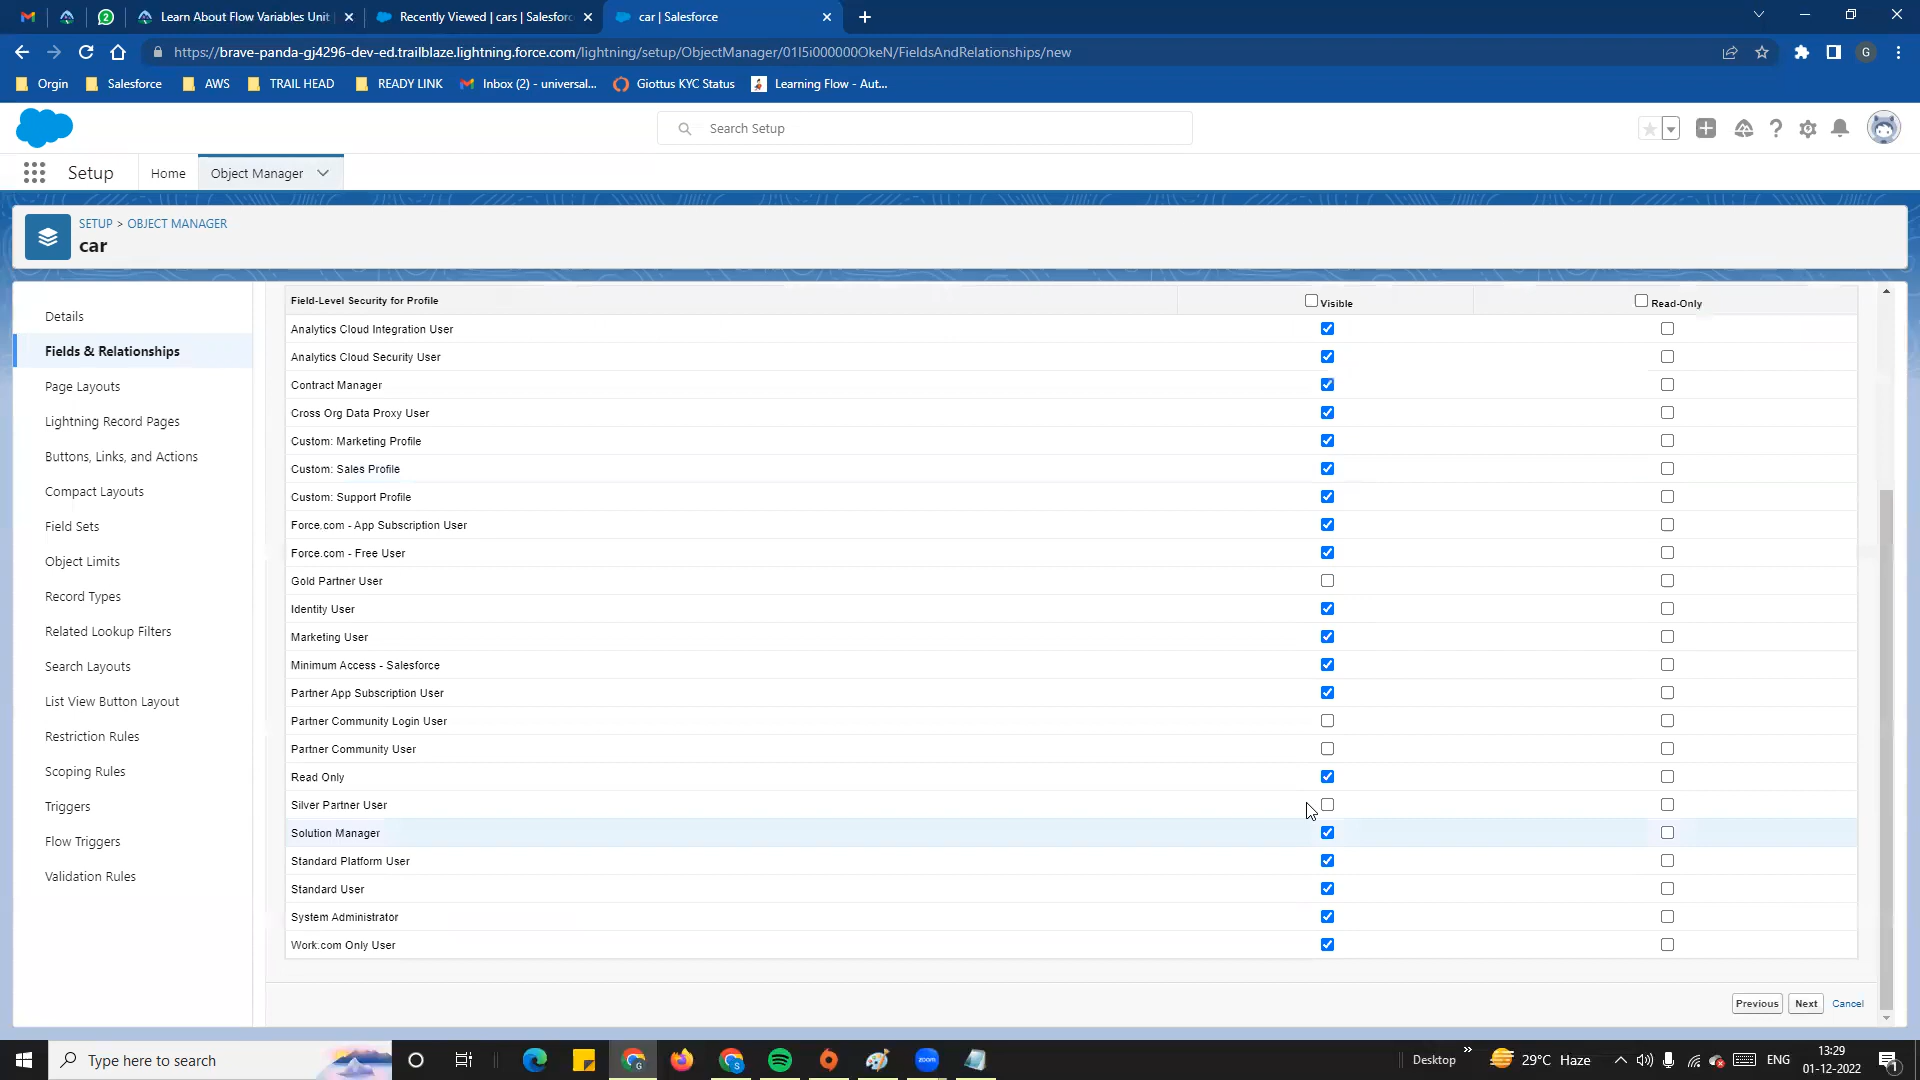 Learn About Flow Variables Unit
Recently Viewed | cars | Salesforc
car | Salesforce
https://brave-panda-gj4296-dev-ed.trailblaze.lightning.force.com/lightning/setup/ObjectManager/01I5i000000OkeN/FieldsAndRelationships/new
G
Orgin
Salesforce
AWS
TRAIL HEAD
READY LINK
Inbox (2) - universal...
Giottus KYC Status
Learning Flow - Aut...
Search Setup
Setup
Home
Object Manager
SETUP > OBJECT MANAGER
car
Details
Fields & Relationships
Page Layouts
Lightning Record Pages
Buttons, Links, and Actions
Compact Layouts
Field Sets
Object Limits
Record Types
Related Lookup Filters
Search Layouts
List View Button Layout
Restriction Rules
Scoping Rules
Triggers
Flow Triggers
Validation Rules
Field-Level Security for Profile Visible Read-Only
Analytics Cloud Integration User
Analytics Cloud Security User
Contract Manager
Cross Org Data Proxy User
Custom: Marketing Profile
Custom: Sales Profile
Custom: Support Profile
Force.com - App Subscription User
Force.com - Free User
Gold Partner User
Identity User
Marketing User
Minimum Access - Salesforce
Partner App Subscription User
Partner Community Login User
Partner Community User
Read Only
Silver Partner User
Solution Manager
Standard Platform User
Standard User
System Administrator
Work.com Only User
Previous Next Cancel
Type here to search
zoom
Desktop
29°C Haze
ENG
13:29
01-12-2022
1